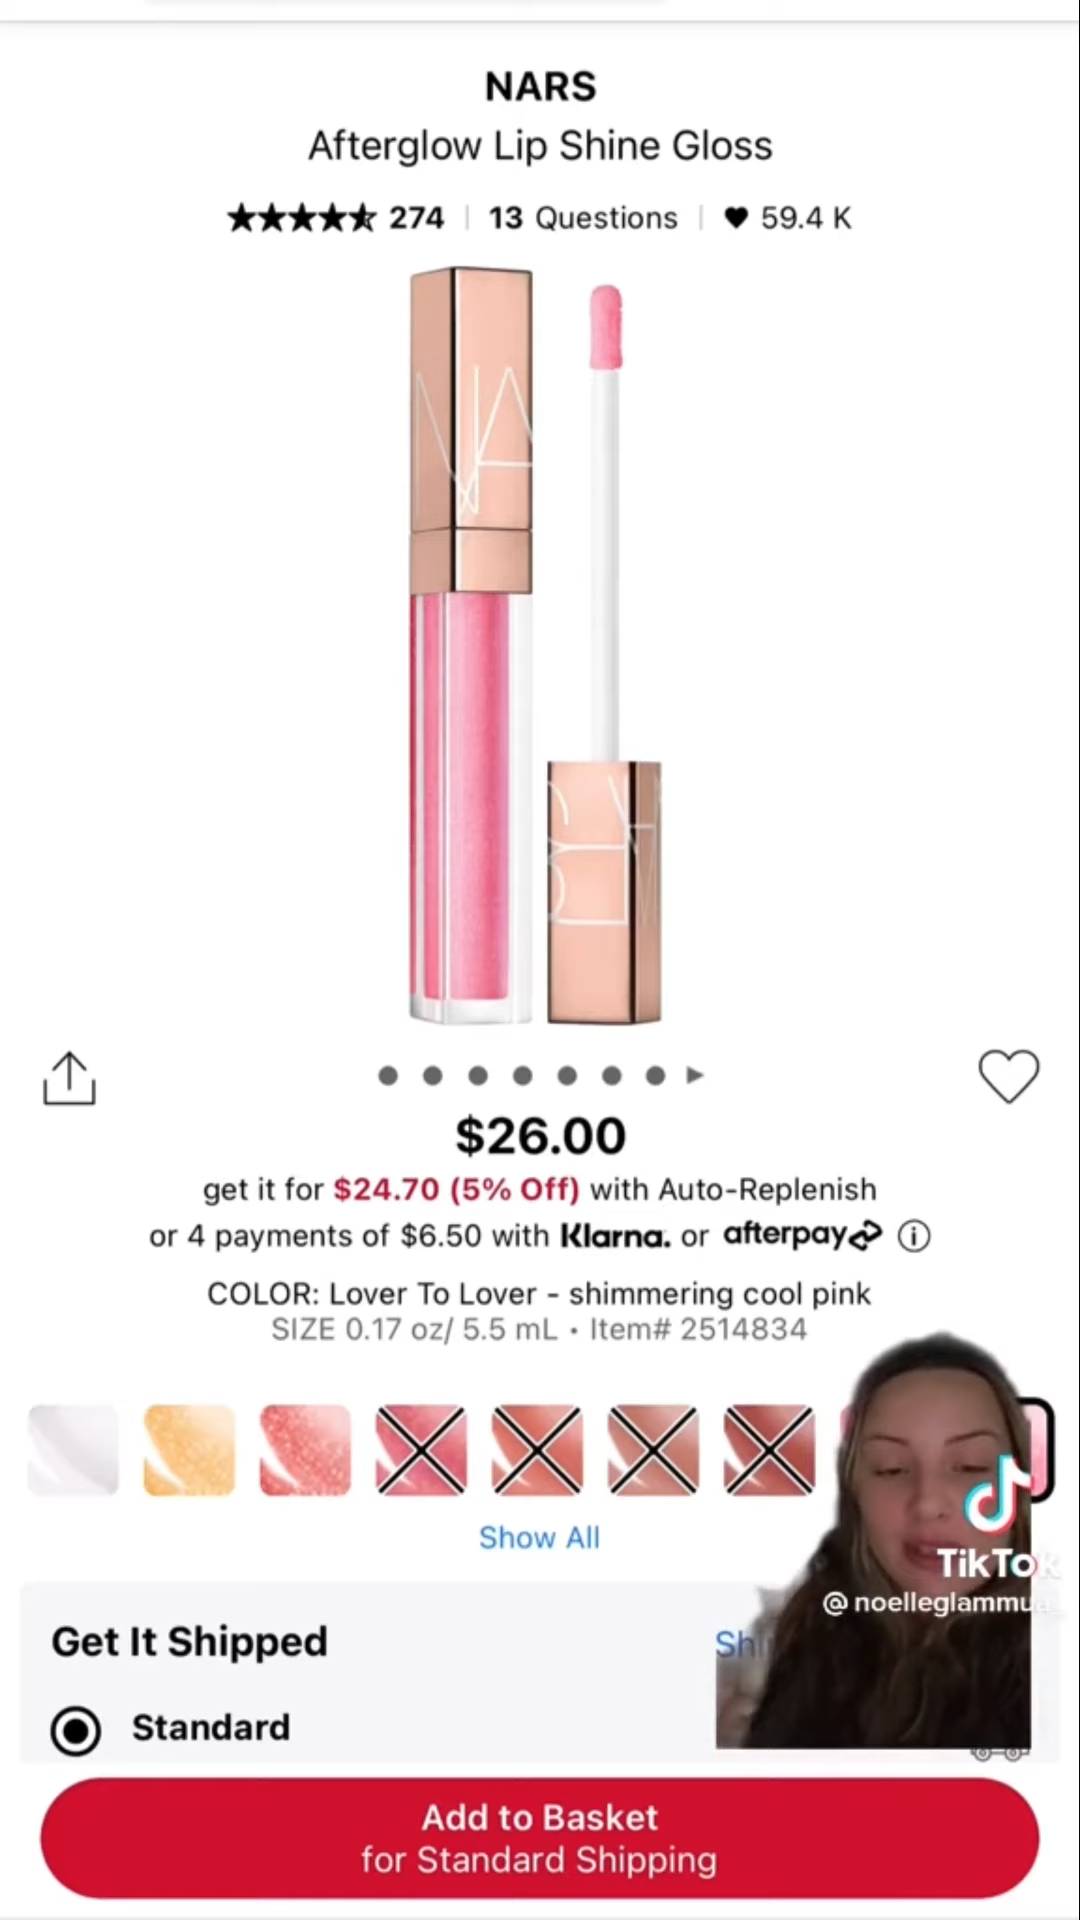 NARS
Afterglow Lip Shine Gloss
274 | 13 Questions | 59.4 K
NA
$26.00
get it for $24.70 (5% Off) with Auto-Replenish
or 4 payments of $6.50 with Klarna. or afterpay
COLOR: Lover To Lover - shimmering cool pink
SIZE 0.17 oz/ 5.5 mL • Item# 2514834
Show All
TikTok
@noelleglammu
Get It Shipped
Standard
Add to Basket
for Standard Shipping